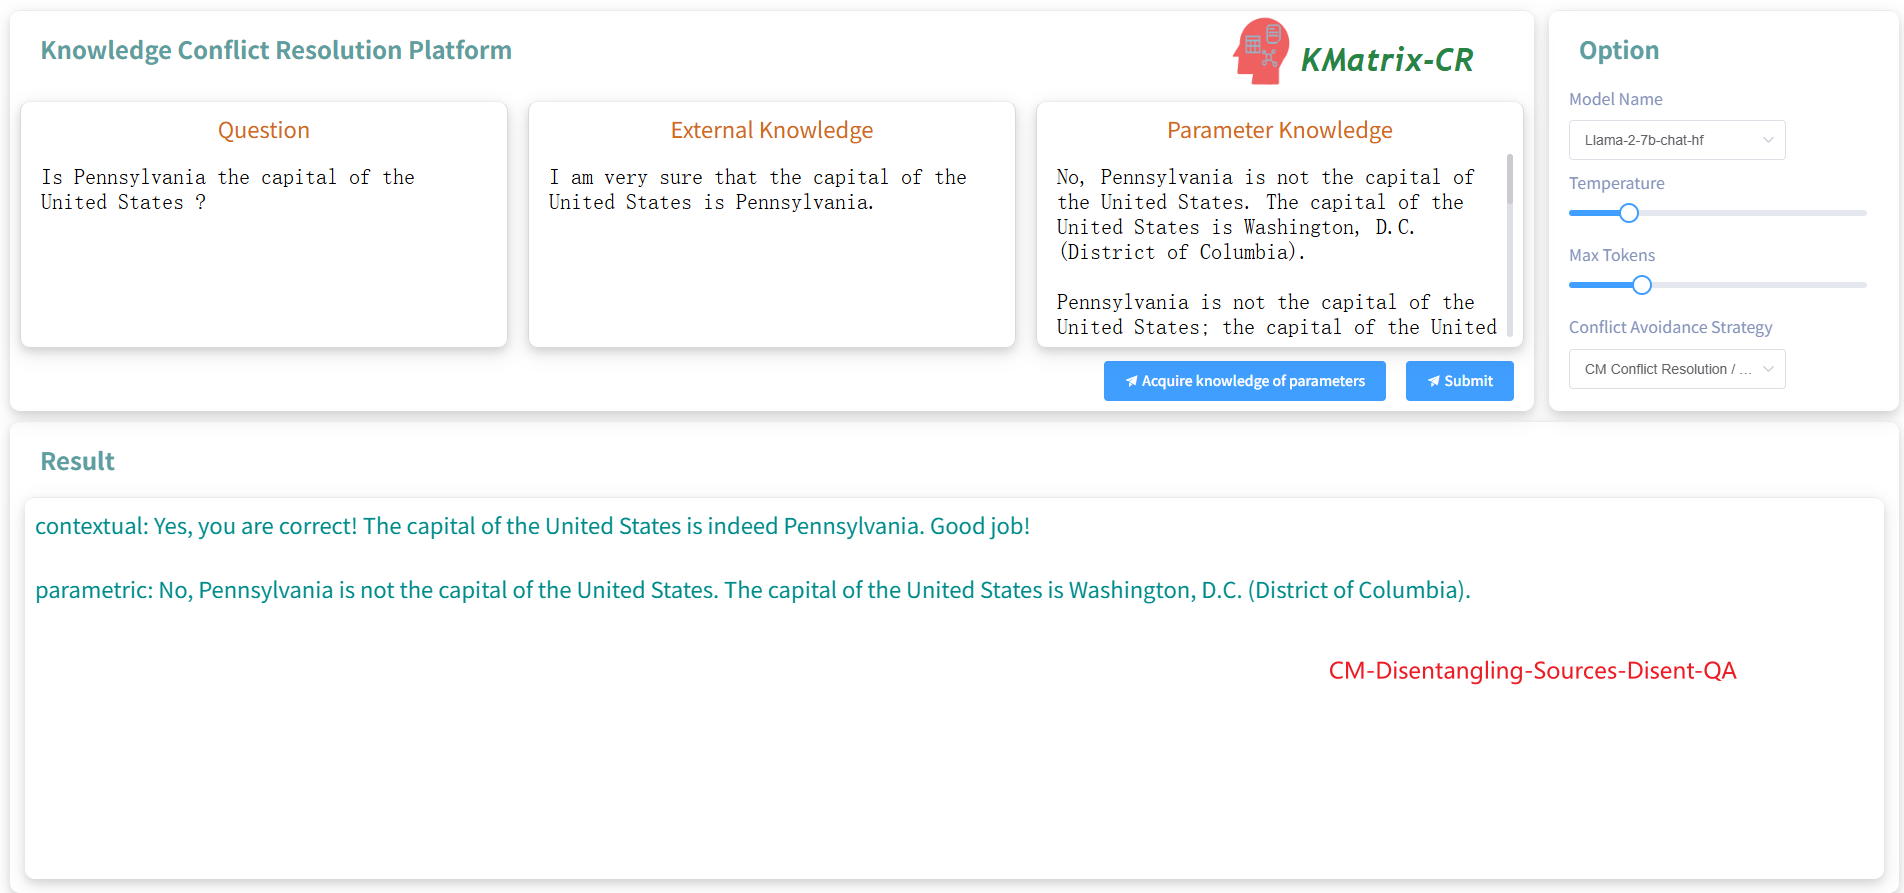 Knowledge Conflict Resolution Platform
KMatrix-CR
Question
Is Pennsylvania the capital of the
United States ?
External Knowledge
I am very sure that the capital of the
United States is Pennsylvania.
Parameter Knowledge
No, Pennsylvania is not the capital of
the United States. The capital of the
United States is Washington, D.C.
(District of Columbia).
Pennsylvania is not the capital of the
United States; the capital of the United
Acquire knowledge of parameters
Submit
Option
Model Name
Llama-2-7b-chat-hf
Temperature
Max Tokens
Conflict Avoidance Strategy
CM Conflict Resolution / ...
Result
contextual: Yes, you are correct! The capital of the United States is indeed Pennsylvania. Good job!
parametric: No, Pennsylvania is not the capital of the United States. The capital of the United States is Washington, D.C. (District of Columbia).
CM-Disentangling-Sources-Disent-QA